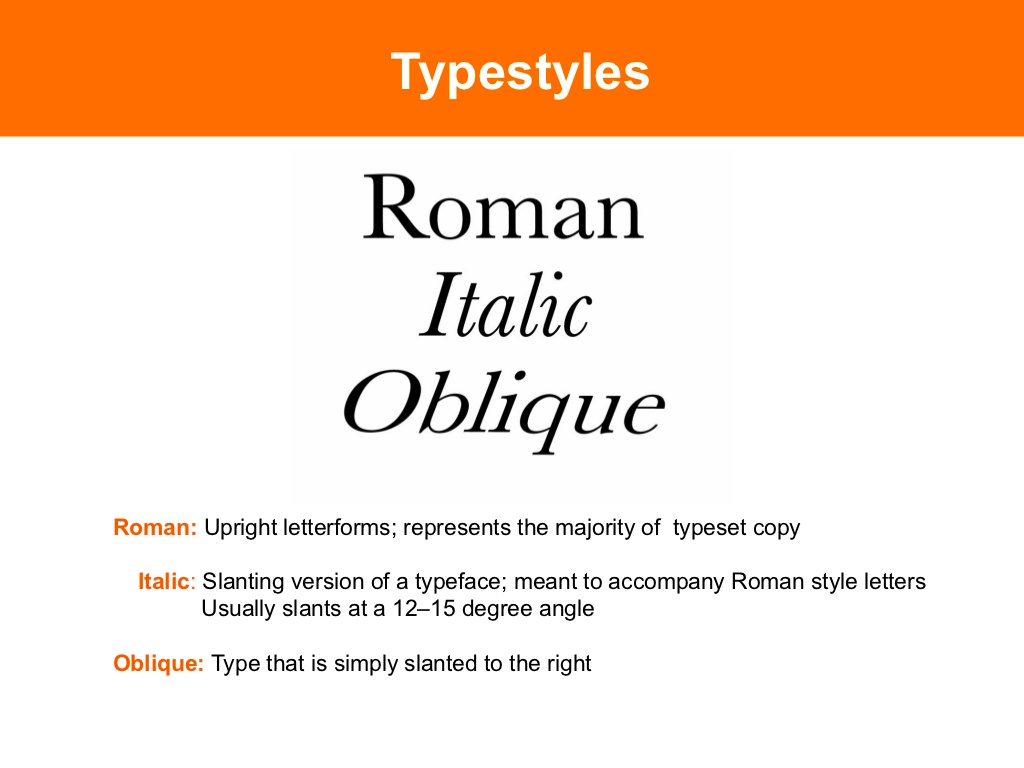 Typestyles
Roman
Italic
Oblique
Roman: Upright letterforms; represents the majority of  typeset copy
Italic: Slanting version of a typeface; meant to accompany Roman style letters
Usually slants at a 12–15 degree angle
Oblique: Type that is simply slanted to the right